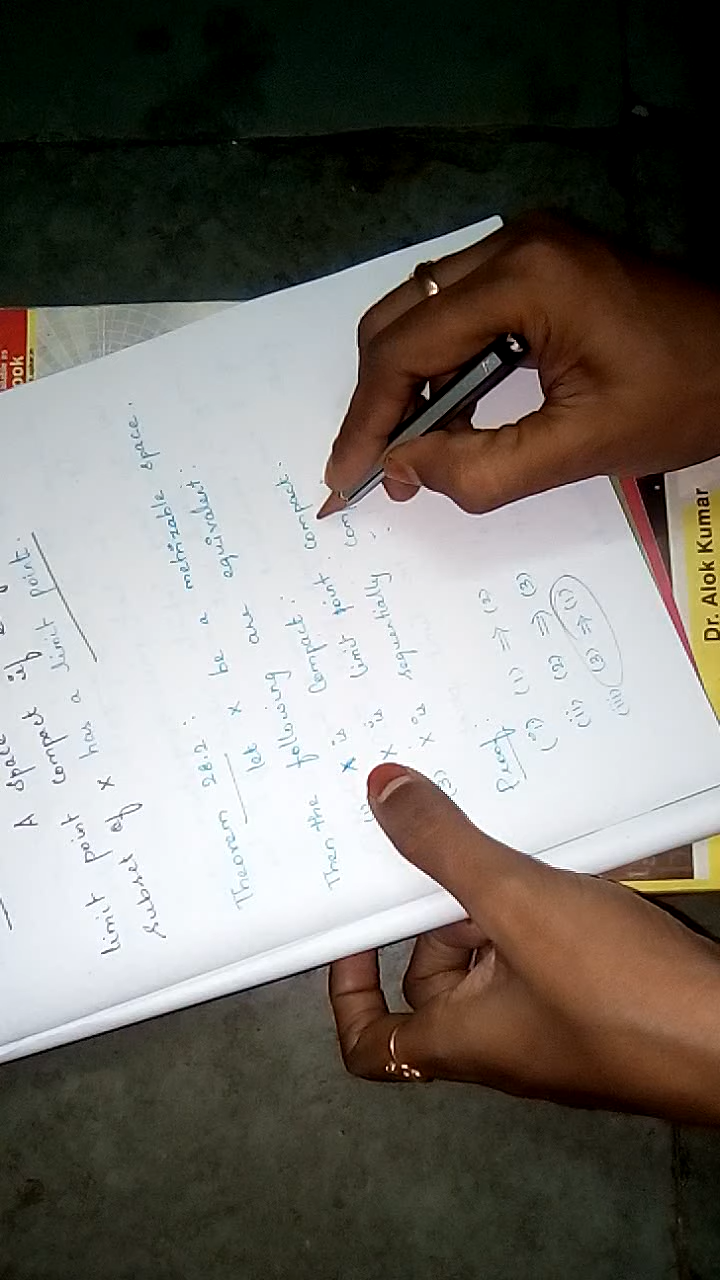 A space
limit point compact if
subset of X has a limit point.
Theorem 28.2 :
let X be a metrizable space.
Then the following are equivalent.
X is Compact.
X is limit point compact.
(3) X is sequentially
Proof :
(i) (1) ⇒ (2)
(ii) (2) ⇒ (3)
(iii) (3) ⇒ (1)
Dr. Alok Kumar
ook